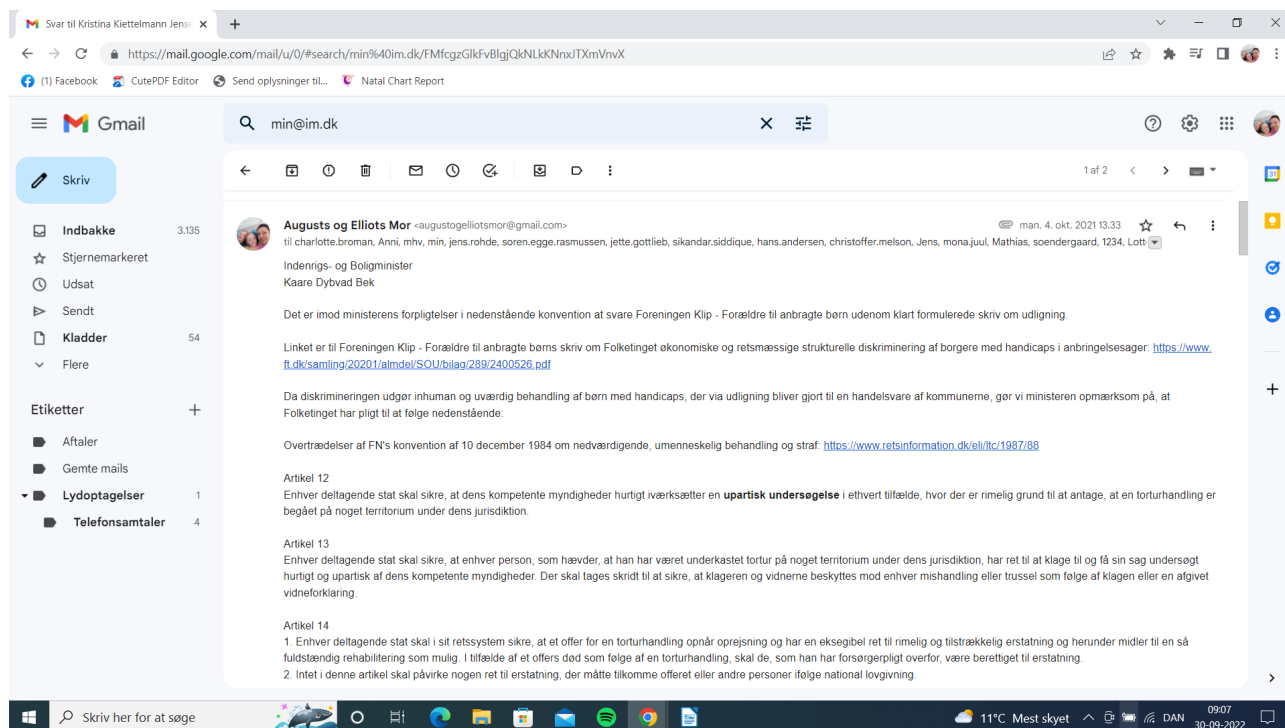 Svar til Kristina Kiettelmann Jense
https://mail.google.com/mail/u/0/#search/min%40im.dk/FMfcgzGlkFvBlgjQkNLkKNnxJTXmVnvX
(1) Facebook CutePDF Editor Send oplysninger til... Natal Chart Report
Gmail
min@im.dk
Skriv
1 af 2
31
Indbakke 3.135
Stjernemarkeret
Udsat
Sendt
Kladder 54
Flere
Etiketter
Aftaler
Gemte mails
Lydoptagelser 1
Telefonsamtaler 4
Augusts og Elliots Mor <augustogelliotsmor@gmail.com> man. 4. okt. 2021 13.33
til charlotte.broman, Anni, mhv, min, jens.rohde, soren.egge.rasmussen, jette.gottlieb, sikandar.siddique, hans.andersen, christoffer.melson, Jens, mona.juul, Mathias, soendergaard, 1234, Lott
Indenrigs- og Boligminister
Kaare Dybvad Bek
Det er imod ministerens forpligtelser i nedenstående konvention at svare Foreningen Klip - Forældre til anbragte børn udenom klart formulerede skriv om udligning.
Linket er til Foreningen Klip - Forældre til anbragte børns skriv om Folketinget økonomiske og retsmæssige strukturelle diskriminering af borgere med handicaps i anbringelsesager: https://www.
ft.dk/samling/20201/almdel/SOU/bilag/289/2400526.pdf
Da diskrimineringen udgør inhuman og uværdig behandling af børn med handicaps, der via udligning bliver gjort til en handelsvare af kommunerne, gør vi ministeren opmærksom på, at
Folketinget har pligt til at følge nedenstående:
Overtrædelser af FN's konvention af 10 december 1984 om nedværdigende, umenneskelig behandling og straf: https://www.retsinformation.dk/eli/ltc/1987/88
Artikel 12
Enhver deltagende stat skal sikre, at dens kompetente myndigheder hurtigt iværksætter en upartisk undersøgelse i ethvert tilfælde, hvor der er rimelig grund til at antage, at en torturhandling er
begået på noget territorium under dens jurisdiktion.
Artikel 13
Enhver deltagende stat skal sikre, at enhver person, som hævder, at han har været underkastet tortur på noget territorium under dens jurisdiktion, har ret til at klage til og få sin sag undersøgt
hurtigt og upartisk af dens kompetente myndigheder. Der skal tages skridt til at sikre, at klageren og vidnerne beskyttes mod enhver mishandling eller trussel som følge af klagen eller en afgivet
vidneforklaring.
Artikel 14
1. Enhver deltagende stat skal i sit retssystem sikre, at et offer for en torturhandling opnår oprejsning og har en eksegibel ret til rimelig og tilstrækkelig erstatning og herunder midler til en så
fuldstændig rehabilitering som mulig. I tilfælde af et offers død som følge af en torturhandling, skal de, som han har forsørgerpligt overfor, være berettiget til erstatning.
2. Intet i denne artikel skal påvirke nogen ret til erstatning, der måtte tilkomme offeret eller andre personer ifølge national lovgivning.
Skriv her for at søge
11°C Mest skyet
DAN
09:07
30-09-2022